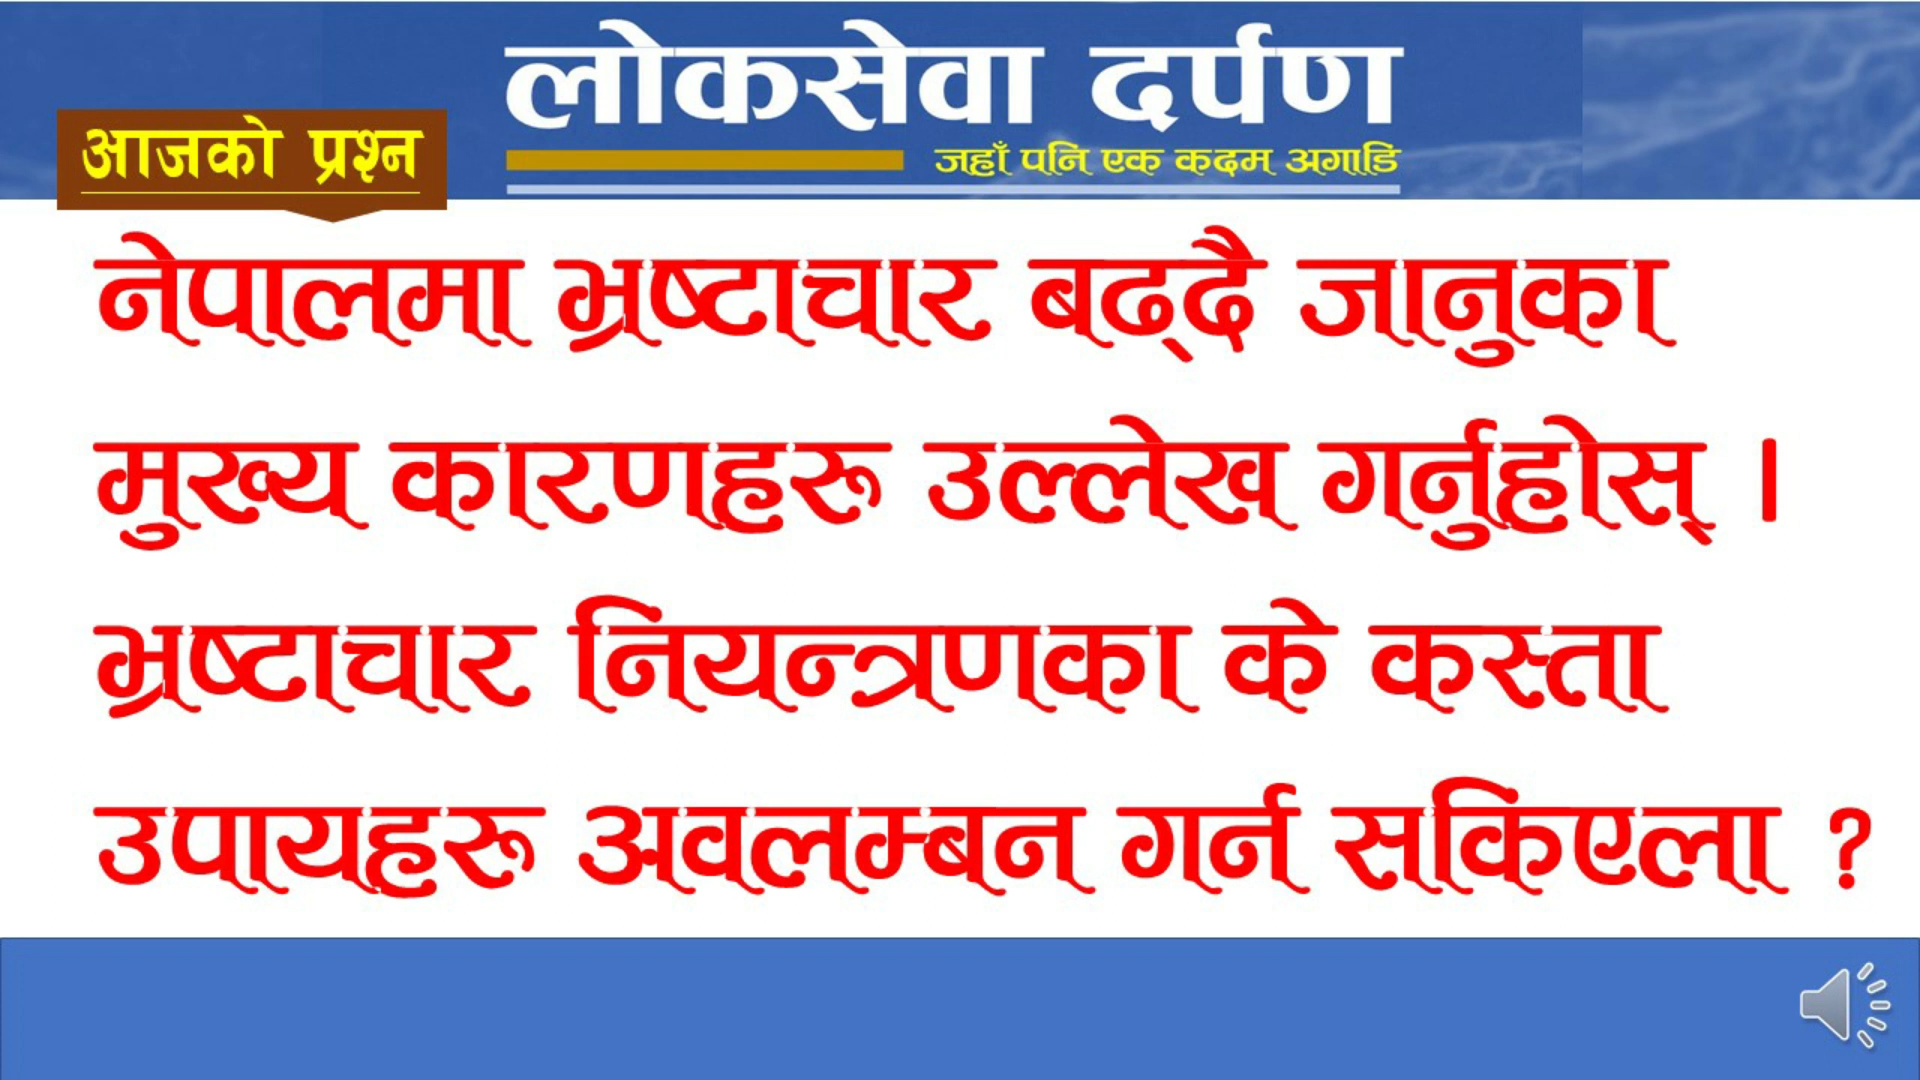 लोकसेवा दर्पण
जहाँ पनि एक कदम अगाडि
आजको प्रश्न
नेपालमा भ्रष्टाचार बढ्दै जानुका
मुख्य कारणहरू उल्लेख गर्नुहोस् ।
भ्रष्टाचार नियन्त्रणका के कस्ता
उपायहरू अवलम्बन गर्न सकिएला ?